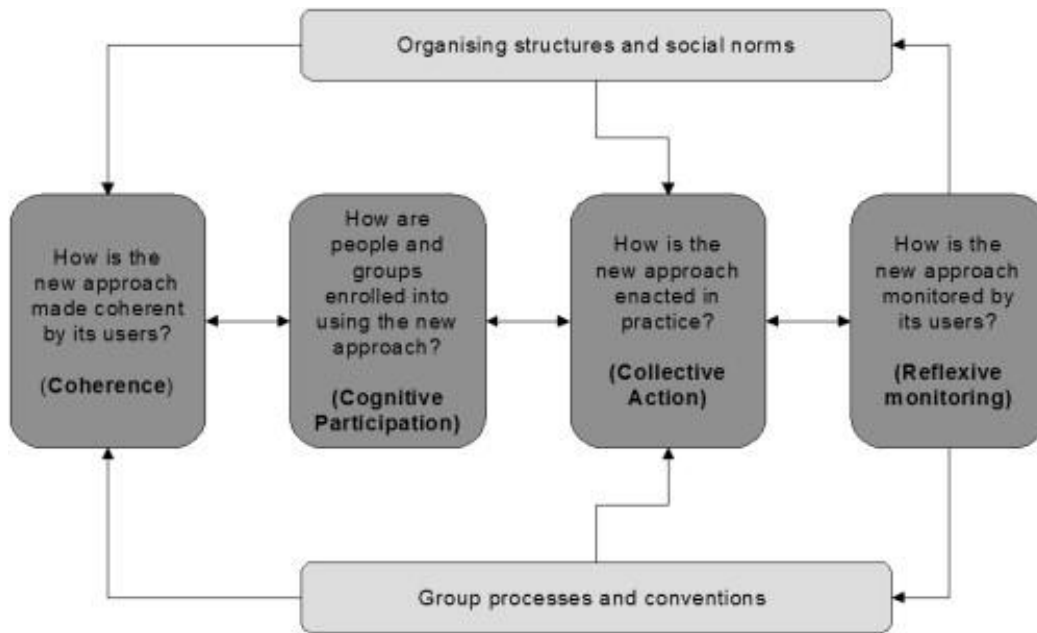 Organising structures and social norms
How is the
new approach
made coherent
by its users?
(Coherence)
How are
people and
groups
enrolled into
using the new
approach?
(Cognitive
Participation)
How is the
new approach
enacted in
practice?
(Collective
Action)
How is the
new approach
monitored by
its users?
(Reflexive
monitoring)
Group processes and conventions